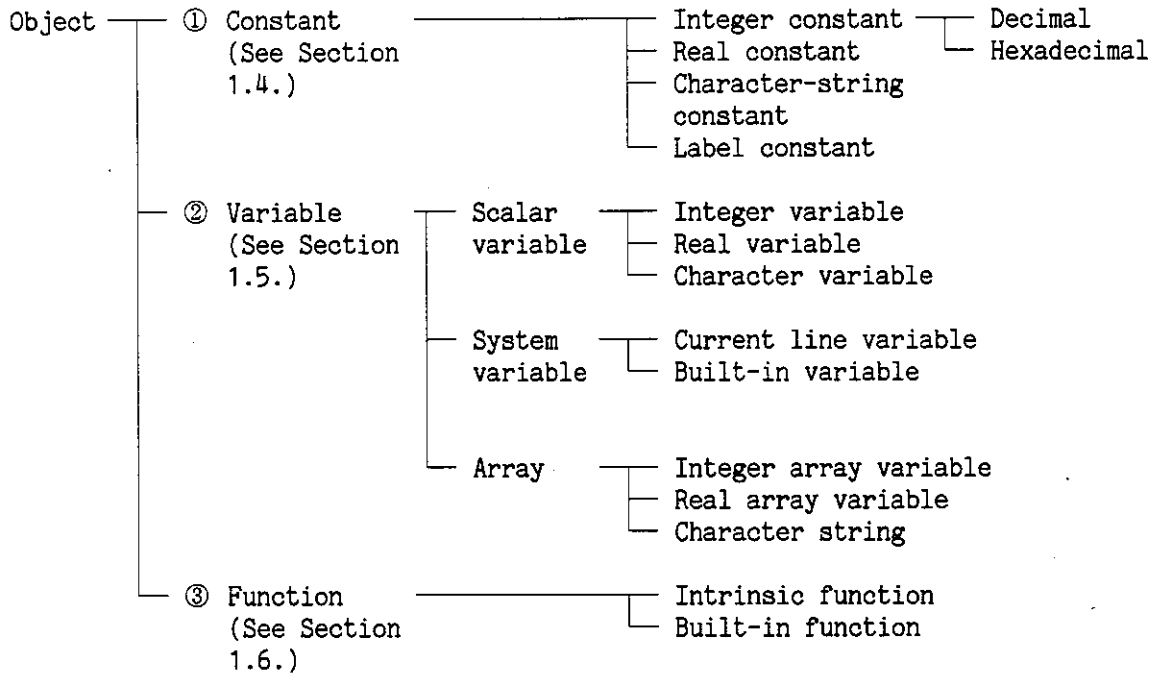 Object ① Constant Integer constant Decimal
(See Section Real constant Hexadecimal
1.4.) Character-string
constant
Label constant
② Variable Scalar Integer variable
(See Section variable Real variable
1.5.) Character variable
System Current line variable
variable Built-in variable
Array Integer array variable
Real array variable
Character string
③ Function Intrinsic function
(See Section Built-in function
1.6.)